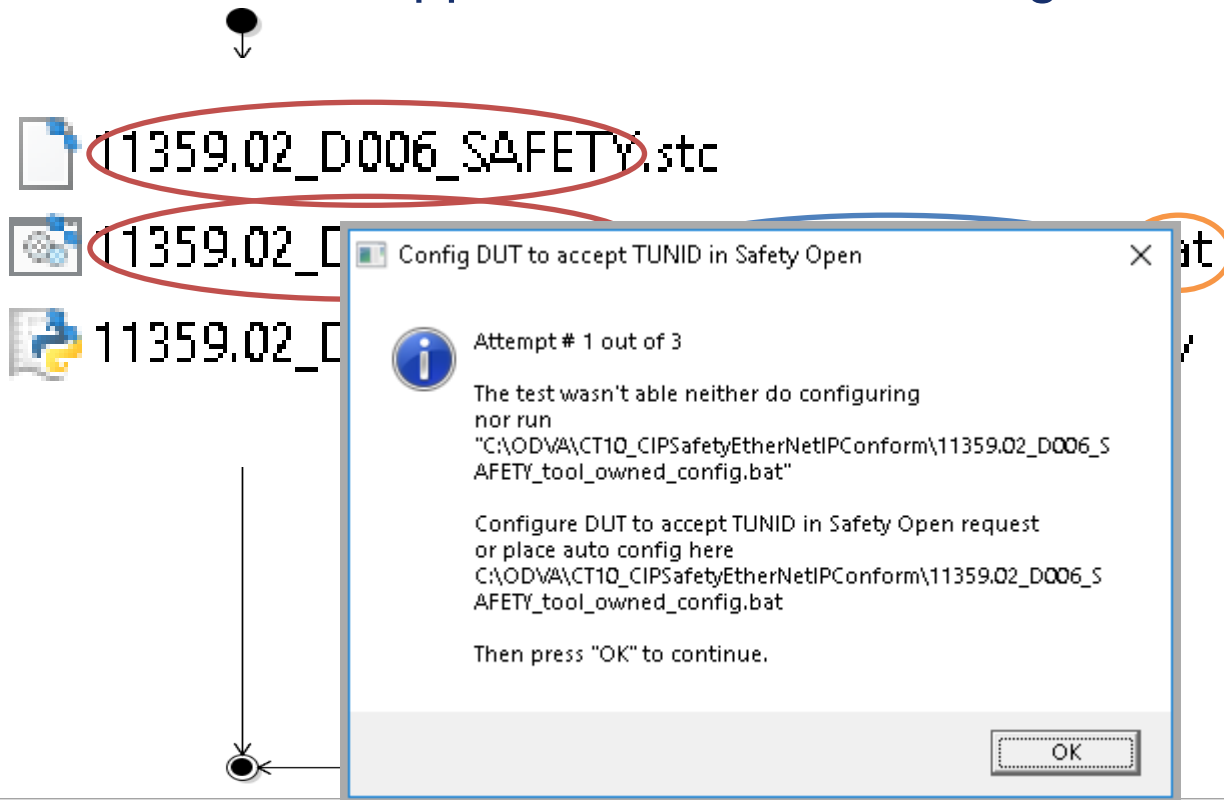 11359.02_D006_SAFETY.stc
11359.02_D
at
11359.02_D
Config DUT to accept TUNID in Safety Open
Attempt # 1 out of 3
The test wasn't able neither do configuring
nor run
"C:\ODVA\CT10_CIPSafetyEtherNetIPConform\11359.02_D006_S
AFETY_tool_owned_config.bat"
Configure DUT to accept TUNID in Safety Open request
or place auto config here
C:\ODVA\CT10_CIPSafetyEtherNetIPConform\11359.02_D006_S
AFETY_tool_owned_config.bat
Then press "OK" to continue.
OK